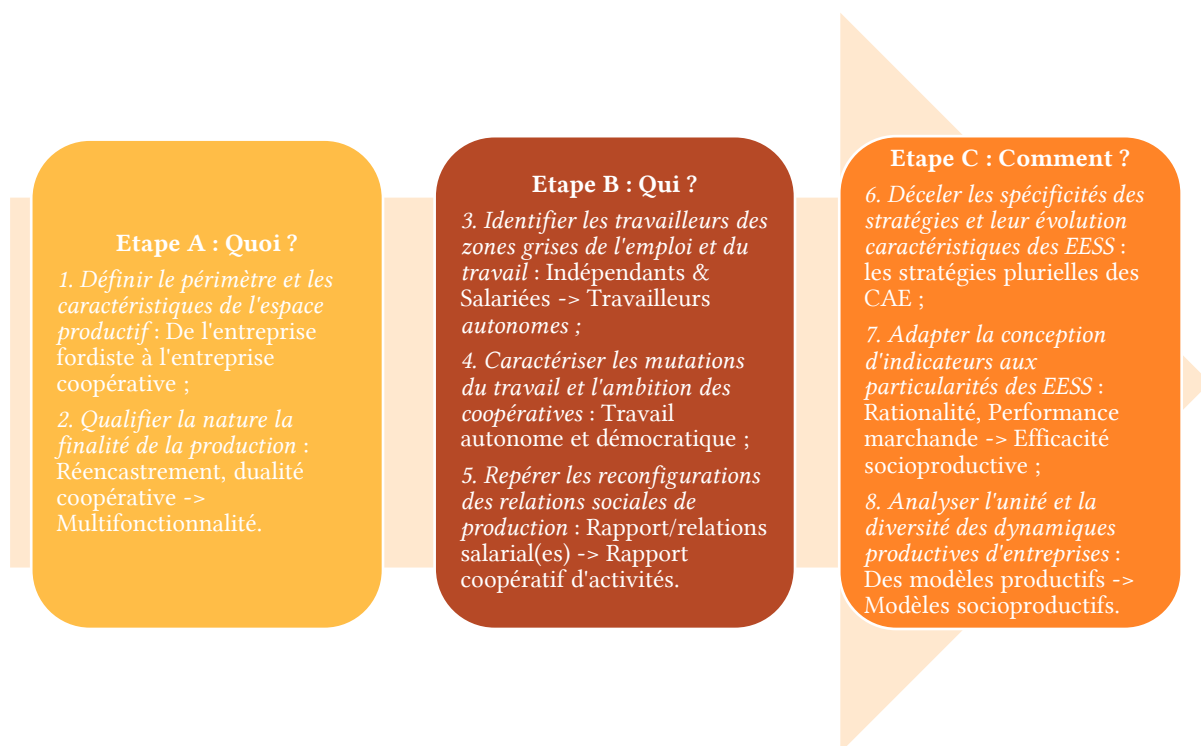 Etape A : Quoi ?
1. Définir le périmètre et les
caractéristiques de l'espace
productif : De l'entreprise
fordiste à l'entreprise
coopérative ;
2. Qualifier la nature la
finalité de la production :
Réencastrement, dualité
coopérative ->
Multifonctionnalité.
Etape B : Qui ?
3. Identifier les travailleurs des
zones grises de l'emploi et du
travail : Indépendants &
Salariées -> Travailleurs
autonomes ;
4. Caractériser les mutations
du travail et l'ambition des
coopératives : Travail
autonome et démocratique ;
5. Repérer les reconfigurations
des relations sociales de
production : Rapport/relations
salarial(es) -> Rapport
coopératif d'activités.
Etape C : Comment ?
6. Déceler les spécificités des
stratégies et leur évolution
caractéristiques des EESS :
les stratégies plurielles des
CAE ;
7. Adapter la conception
d'indicateurs aux
particularités des EESS :
Rationalité, Performance
marchande -> Efficacité
socioproductive ;
8. Analyser l'unité et la
diversité des dynamiques
productives d'entreprises :
Des modèles productifs ->
Modèles socioproductifs.